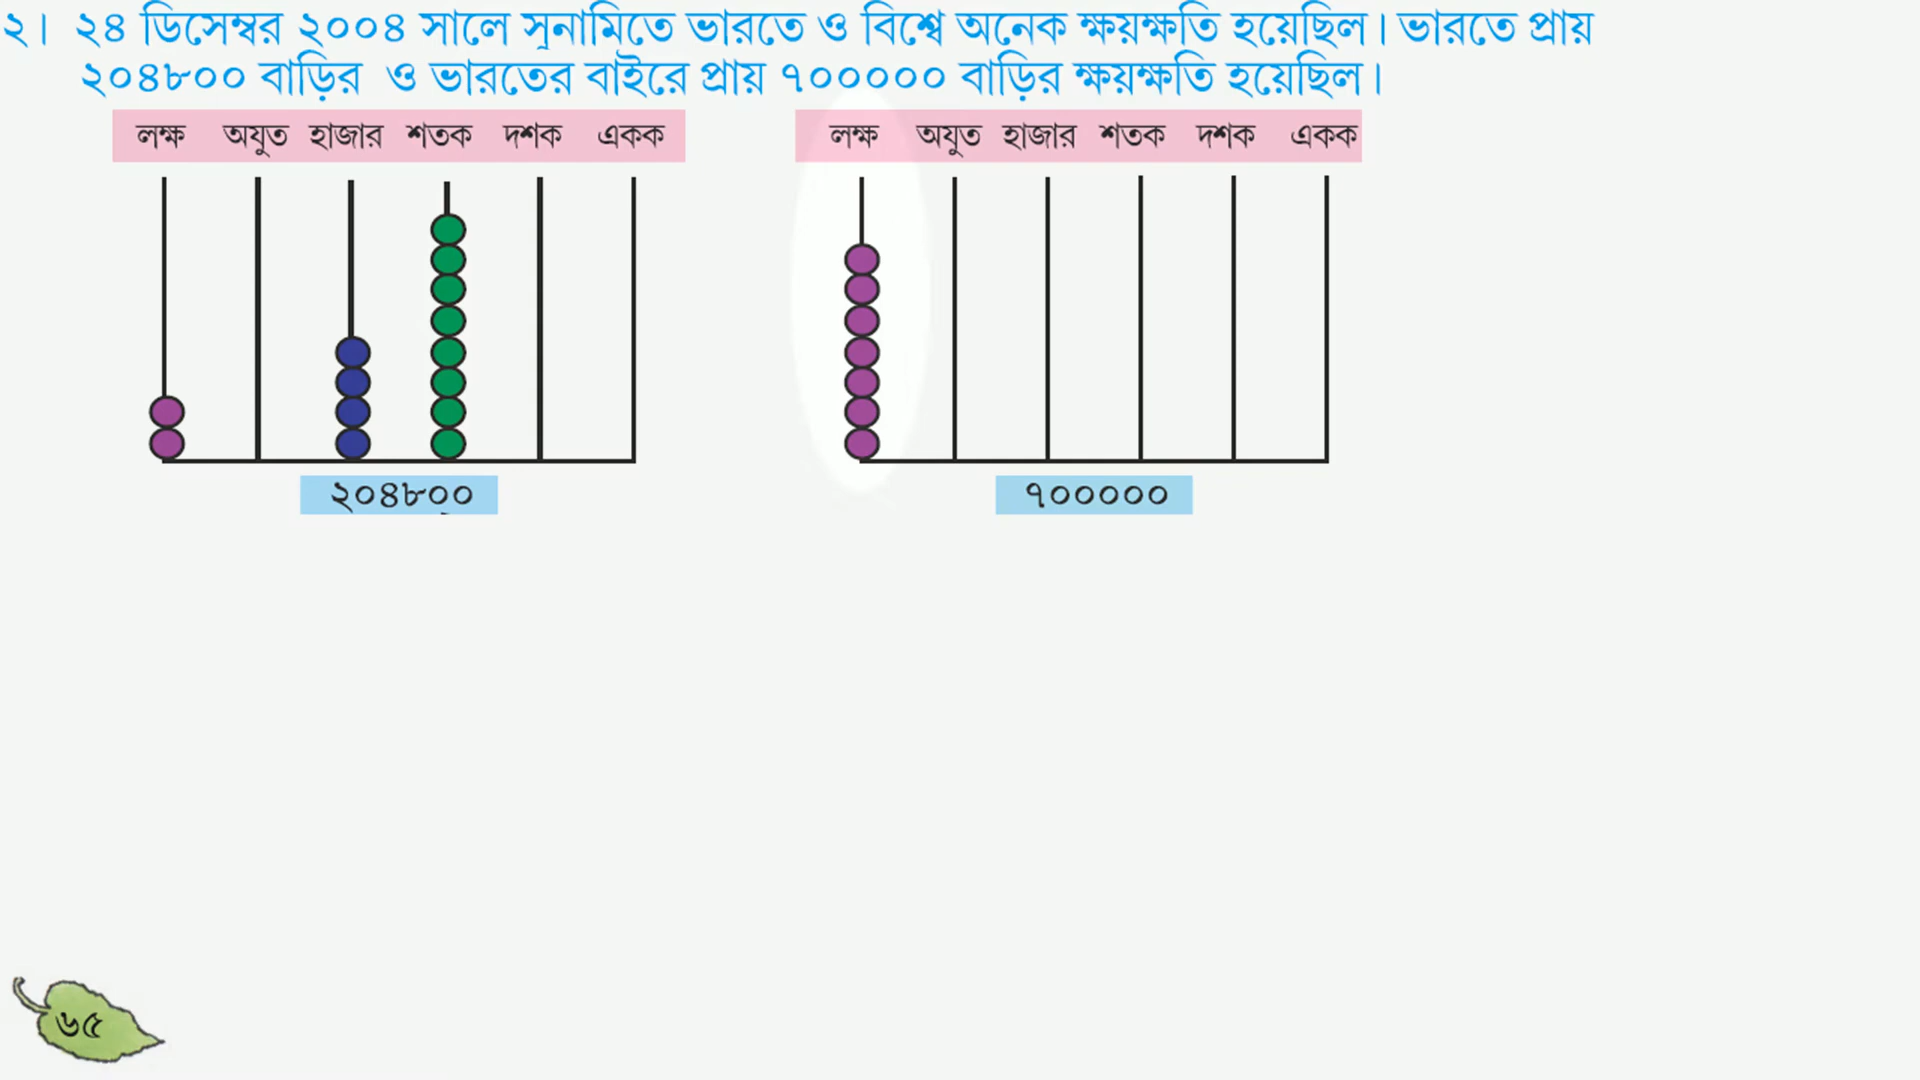 ২। ২৪ ডিসেম্বর ২০০৪ সালে সুনামিতে ভারতে ও বিশ্বে অনেক ক্ষয়ক্ষতি হয়েছিল। ভারতে প্রায়
২০৪৮০০ বাড়ির ও ভারতের বাইরে প্রায় ৭০০০০০ বাড়ির ক্ষয়ক্ষতি হয়েছিল।
লক্ষ অযুত হাজার শতক দশক একক
২০৪৮০০
লক্ষ অযুত হাজার শতক দশক একক
৭০০০০০
৬৫